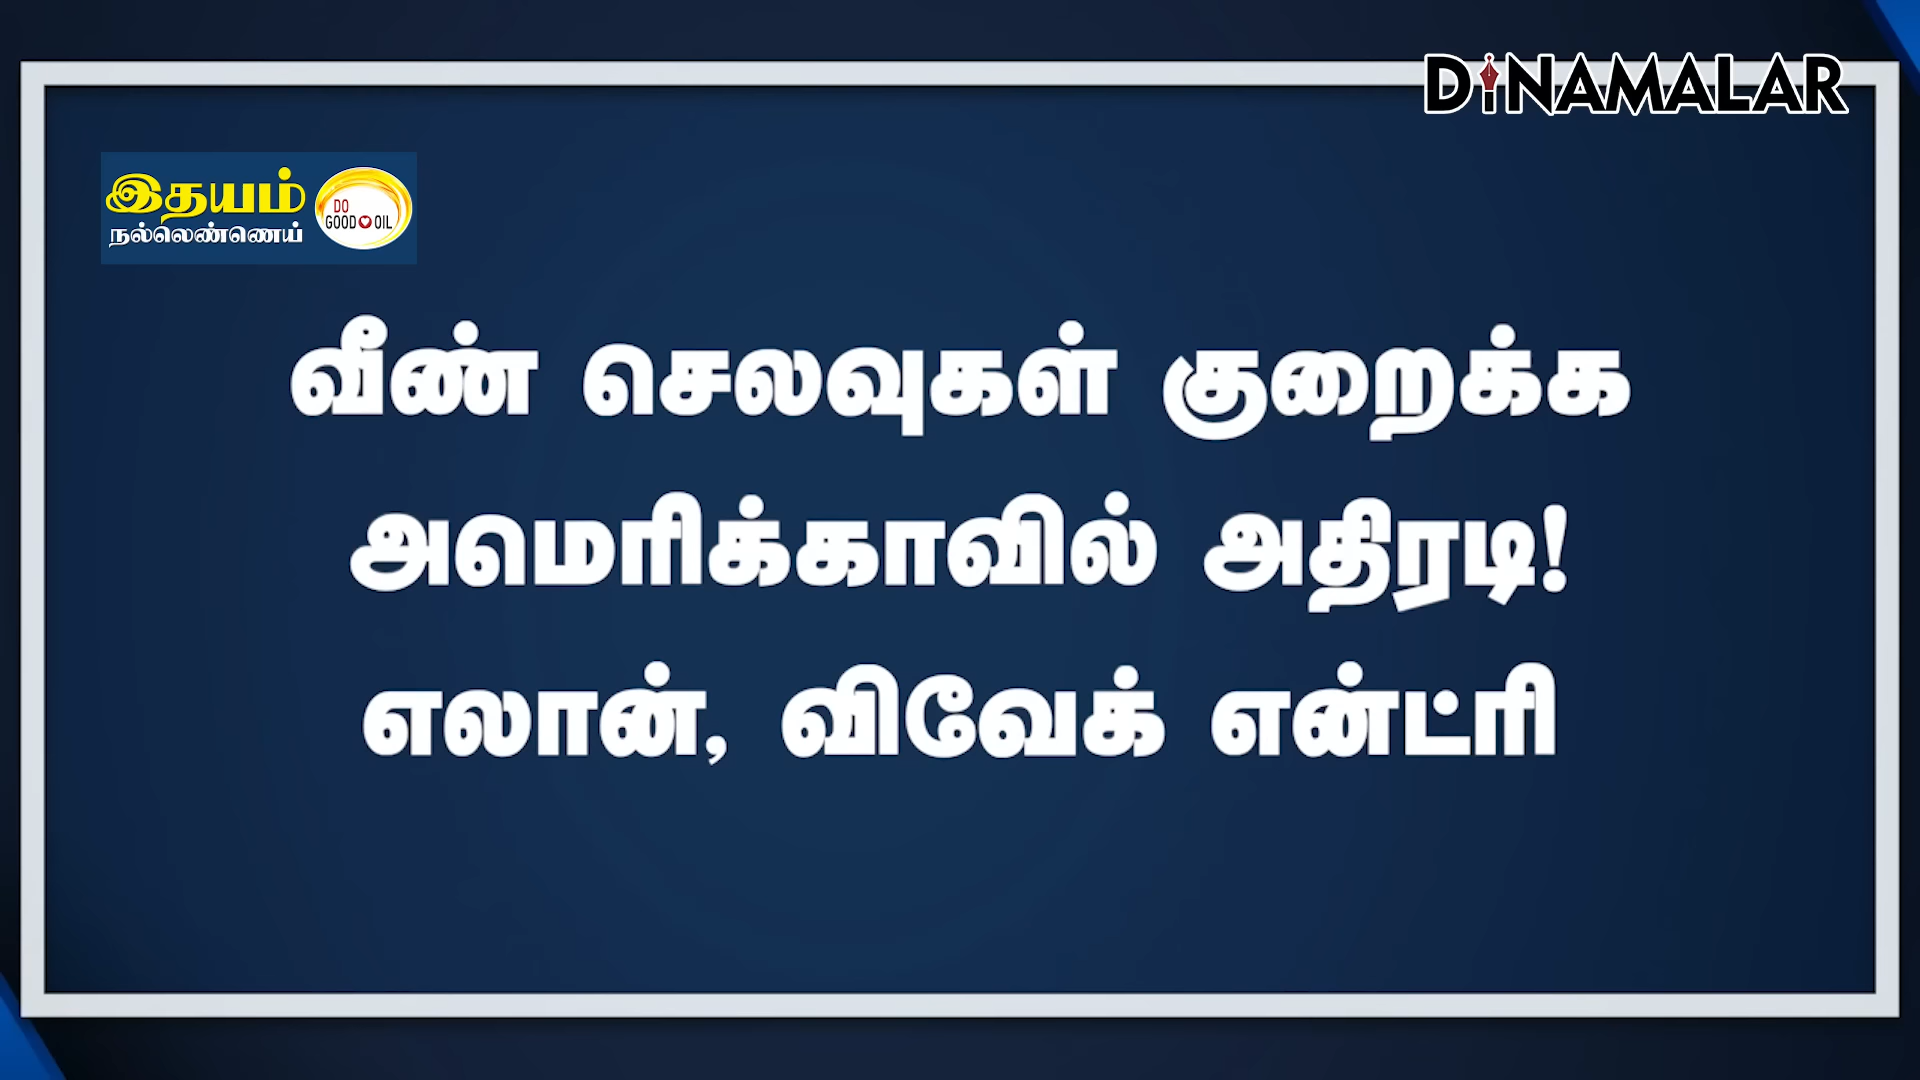 DINAMALAR
இதயம்
நல்லெண்ணெய்
DO
GOOD OIL
வீண் செலவுகள் குறைக்க
அமெரிக்காவில் அதிரடி!
எலான், விவேக் என்ட்ரி